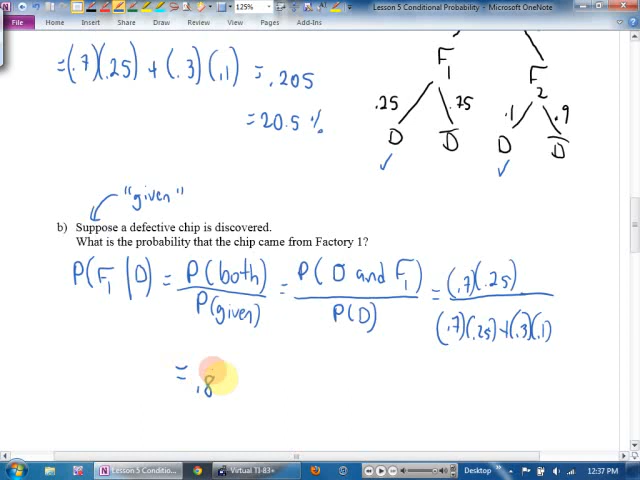 Lesson 5 Conditional Probability - Microsoft OneNote
File Home Insert Share Draw Review View Add-Ins
125%
= (.7)(.25) + (.3)(.1) = .205
= 20.5 %
F1 F2
.25 .75 .1 .9
D D̅ D D̅
"given"
b) Suppose a defective chip is discovered.
What is the probability that the chip came from Factory 1?
P(F1 | D) = P(both) / P(given) = P(D and F1) / P(D) = (.7)(.25) / (.7)(.25)+(.3)(.1)
= .8
start Lesson 5 Conditio... Virtual TI-83+ Desktop 12:37 PM